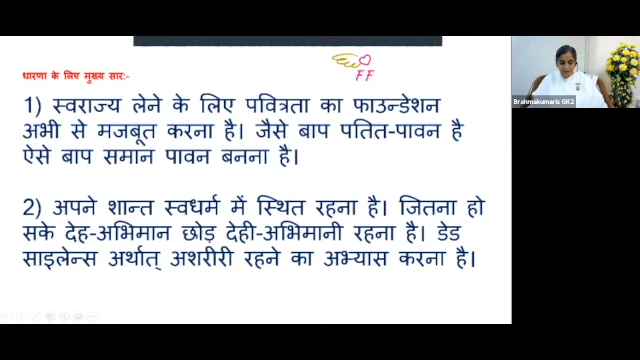 FF
धारणा के लिए मुख्य सार:-
1) स्वराज्य लेने के लिए पवित्रता का फाउन्डेशन
अभी से मजबूत करना है। जैसे बाप पतित-पावन है
ऐसे बाप समान पावन बनना है।
2) अपने शान्त स्वधर्म में स्थित रहना है। जितना हो
सके देह-अभिमान छोड़ देही-अभिमानी रहना है। डेड
साइलेन्स अर्थात् अशरीरी रहने का अभ्यास करना है।
Brahmakumaris GK2